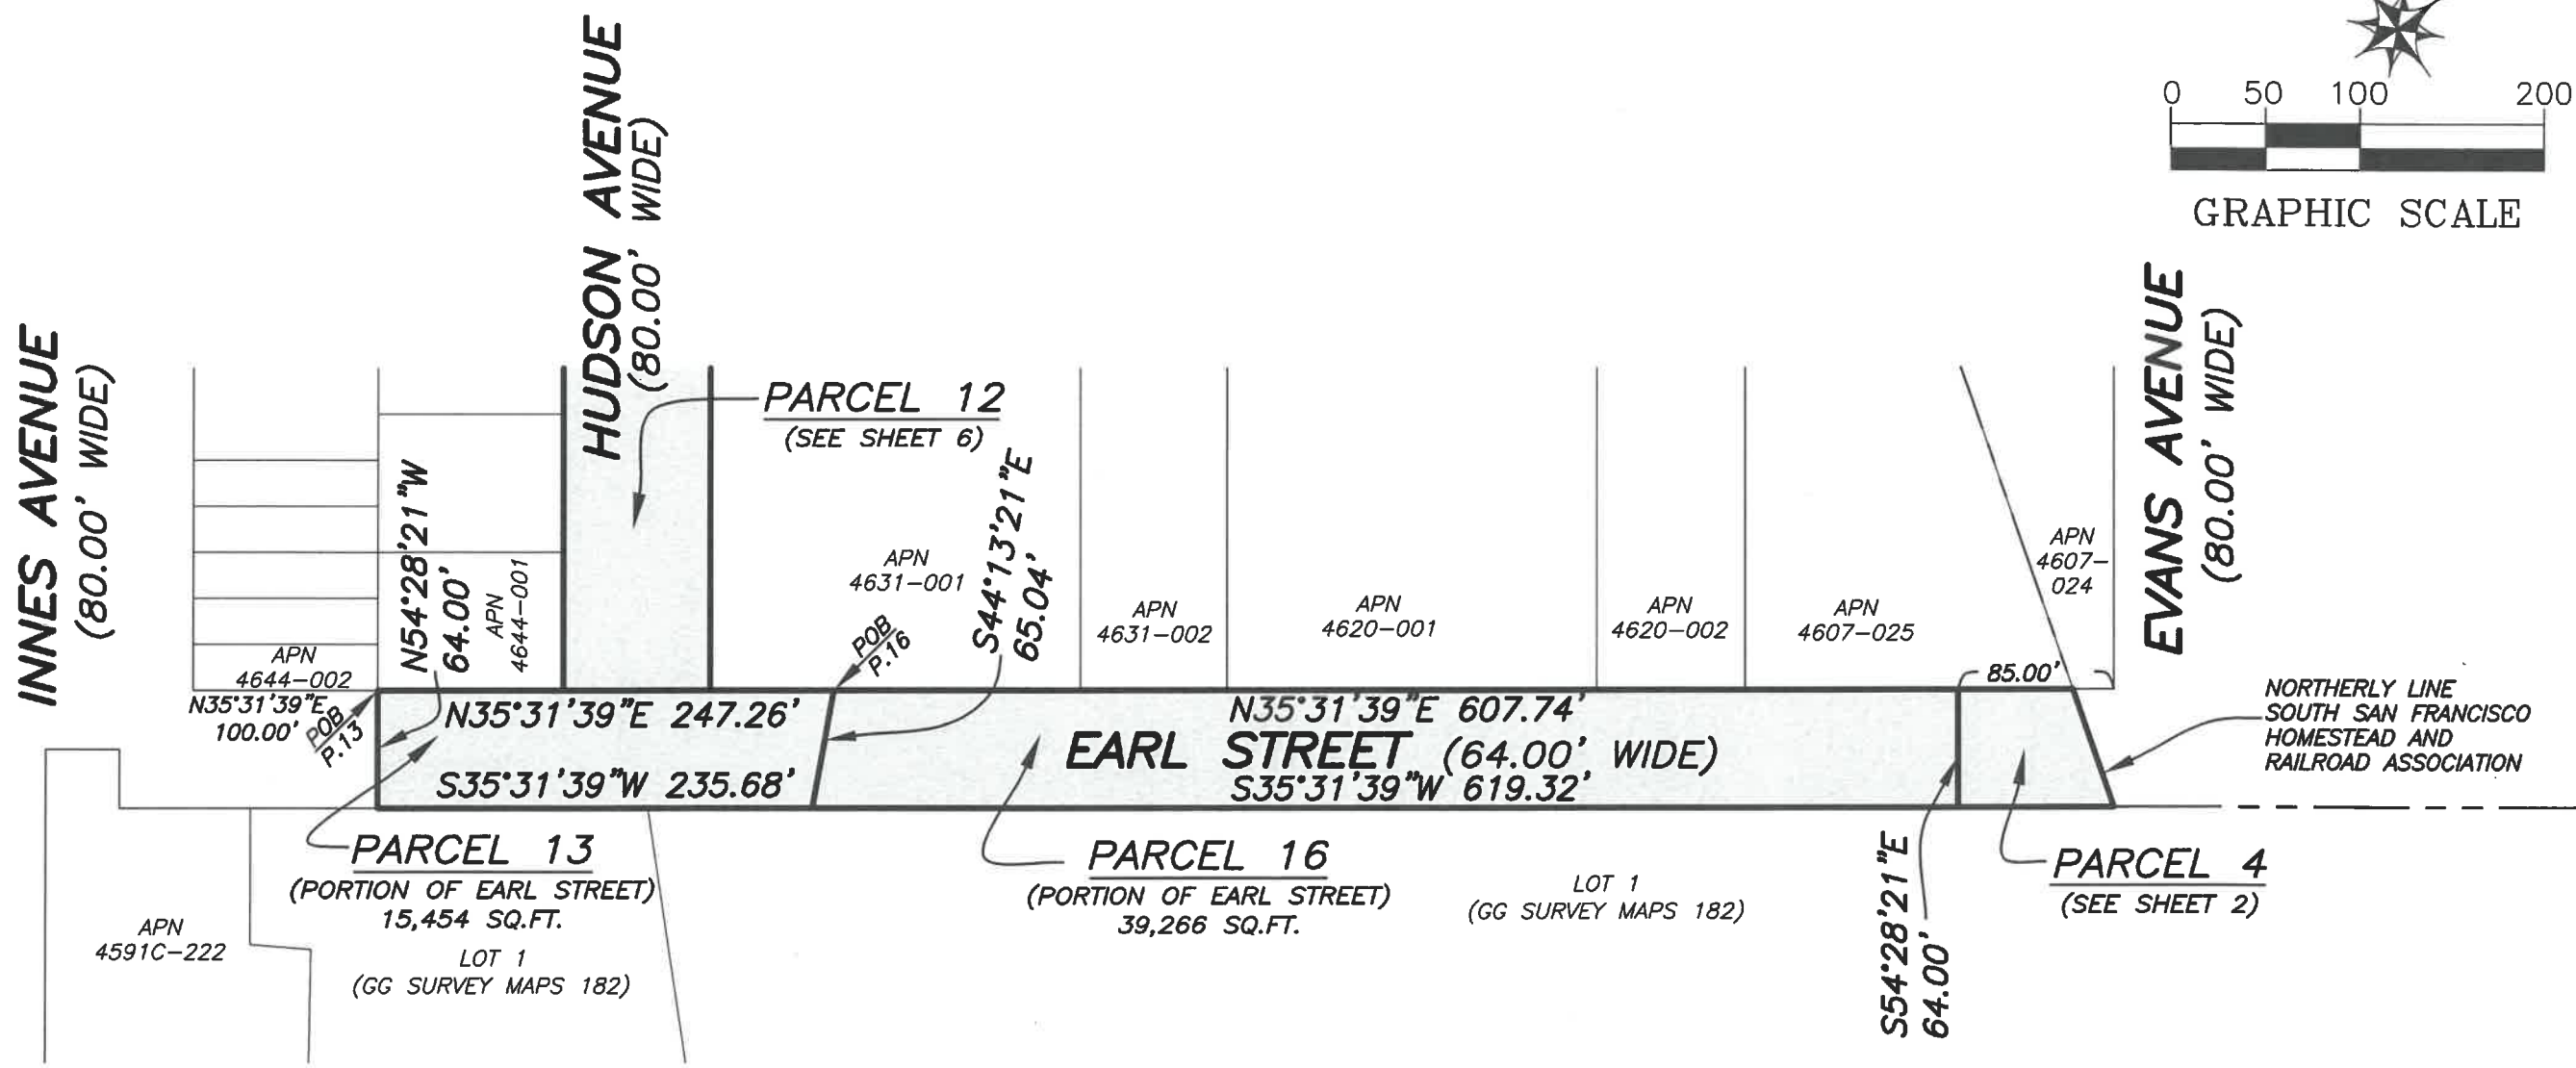 0 50 100 200
GRAPHIC SCALE
INNES AVENUE
(80.00' WIDE)
HUDSON AVENUE
(80.00' WIDE)
EVANS AVENUE
(80.00' WIDE)
PARCEL 12
(SEE SHEET 6)
APN
4644-002
N35°31'39"E
100.00'
POB
P.13
N54°28'21"W
64.00'
APN
4644-001
APN
4631-001
POB
P.16
S44°13'21"E
65.04'
APN
4631-002
APN
4620-001
APN
4620-002
APN
4607-025
APN
4607-
024
85.00'
N35°31'39"E 247.26'
S35°31'39"W 235.68'
N35°31'39"E 607.74'
EARL STREET (64.00' WIDE)
S35°31'39"W 619.32'
NORTHERLY LINE
SOUTH SAN FRANCISCO
HOMESTEAD AND
RAILROAD ASSOCIATION
PARCEL 13
(PORTION OF EARL STREET)
15,454 SQ.FT.
APN
4591C-222
LOT 1
(GG SURVEY MAPS 182)
PARCEL 16
(PORTION OF EARL STREET)
39,266 SQ.FT.
LOT 1
(GG SURVEY MAPS 182)
S54°28'21"E
64.00'
PARCEL 4
(SEE SHEET 2)